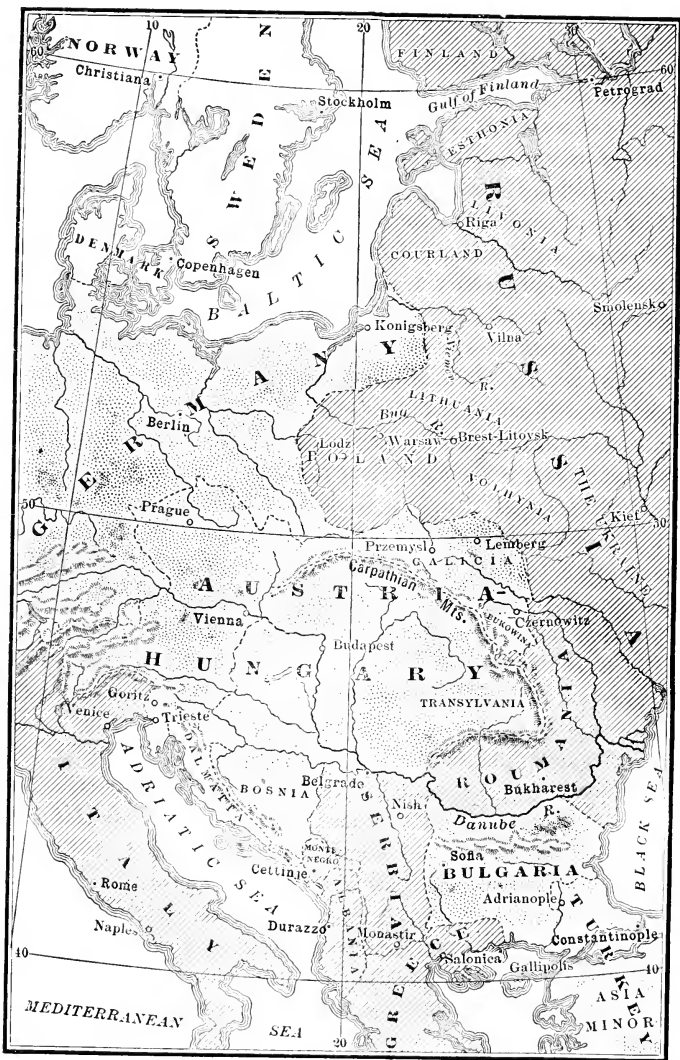 10
20
30
60
NORWAY
Christiana
SWEDEN
Stockholm
FINLAND
Gulf of Finland
Petrograd
60
ESTHONIA
LIVONIA
Riga
COURLAND
RUSSIA
DENMARK
Copenhagen
BALTIC SEA
Smolensk
Konigsberg
Vilna
Niemen R.
LITHUANIA
GERMANY
Berlin
Bug R.
Lodz
Warsaw
Brest-Litovsk
POLAND
VOLHYNIA
THE UKRAINE
50
Prague
Kief
50
Przemysl
Lemberg
GALICIA
Carpathian Mts.
AUSTRIA-
Czernowitz
BUKOWINA
Vienna
Budapest
HUNGARY
TRANSYLVANIA
Goritz
Venice
Trieste
DALMATIA
ROUMANIA
Bukharest
BOSNIA
Belgrade
Nish
SERBIA
Danube R.
BLACK SEA
ITALY
ADRIATIC SEA
MONTE-
NEGRO
Cettinje
ALBANIA
Sofia
BULGARIA
Adrianople
Rome
Naples
Durazzo
Monastir
Constantinople
TURKEY
40
GREECE
Salonica
Gallipolis
40
ASIA
MINOR
MEDITERRANEAN
SEA
20